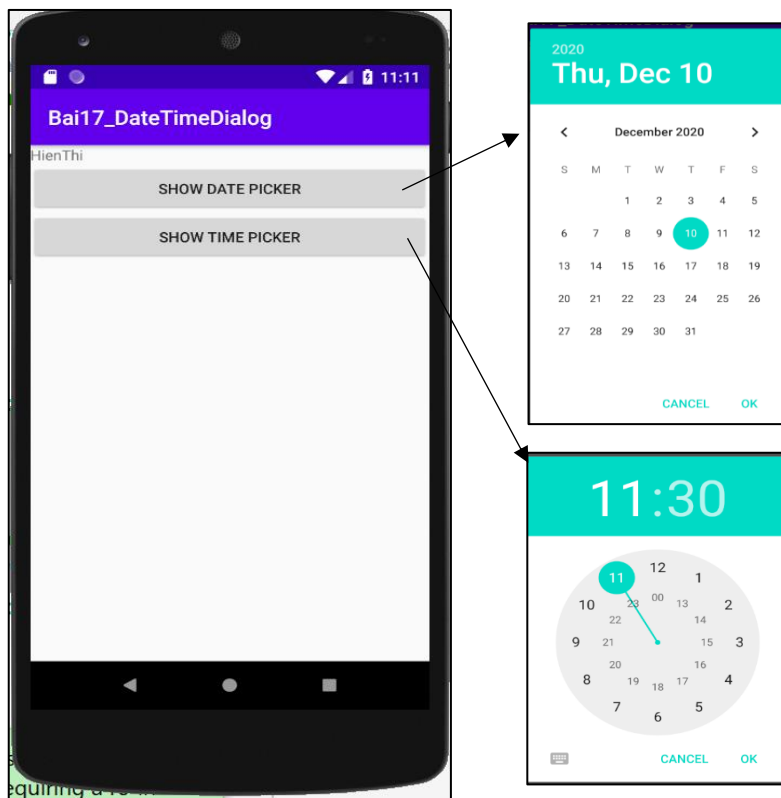 11:11
Bai17_DateTimeDialog
HienThi
SHOW DATE PICKER
SHOW TIME PICKER
2020
Thu, Dec 10
December 2020
S M T W T F S
1 2 3 4 5
6 7 8 9 10 11 12
13 14 15 16 17 18 19
20 21 22 23 24 25 26
27 28 29 30 31
CANCEL OK
11:30
12
11 1
00
10 23 13 2
22 14
9 21 15 3
20 16
8 19 18 17 4
7 5
6
CANCEL OK